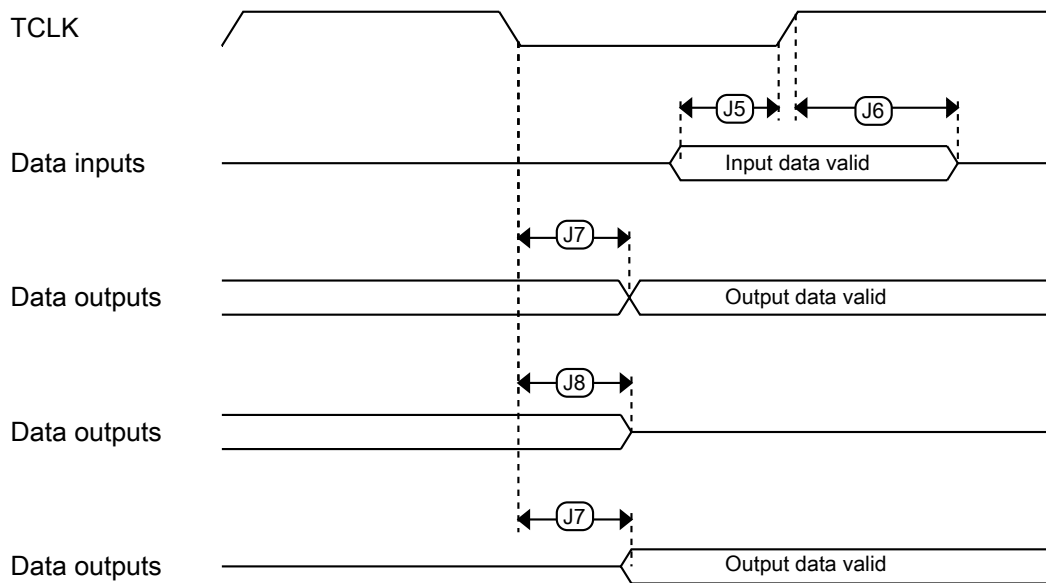 TCLK
J5
J6
Data inputs
Input data valid
J7
Data outputs
Output data valid
J8
Data outputs
J7
Data outputs
Output data valid